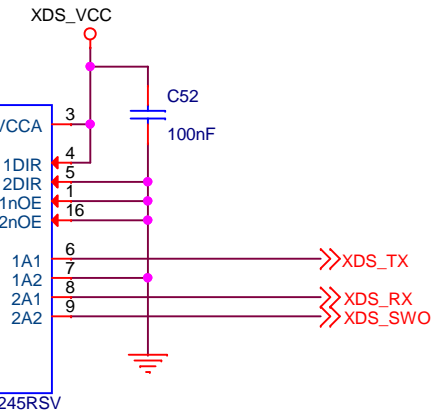 XDS_VCC
C52
100nF
VCCA 3
1DIR 4
2DIR 5
1nOE 1
2nOE 16
1A1 6 XDS_TX
1A2 7
2A1 8 XDS_RX
2A2 9 XDS_SWO
245RSV